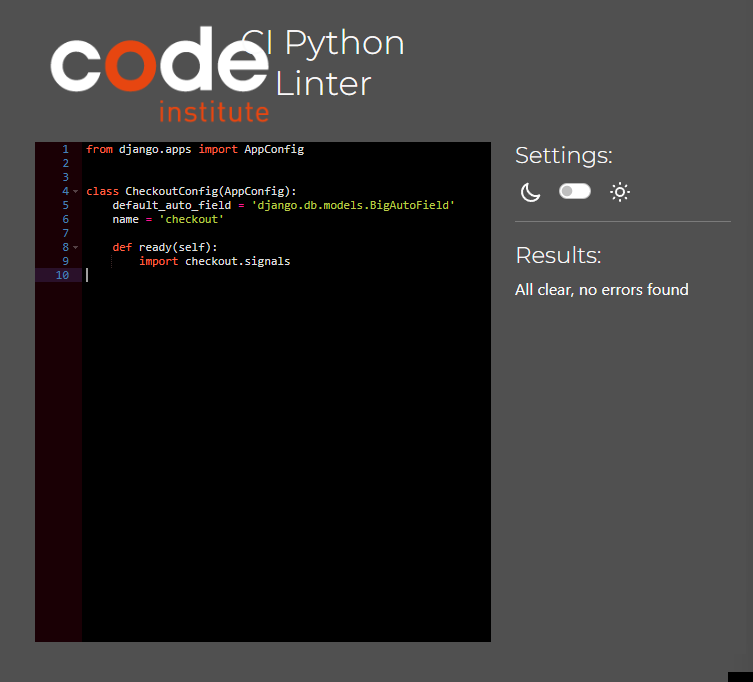 code
institute
CI Python
Linter
1 from django.apps import AppConfig
2
3
4 class CheckoutConfig(AppConfig):
5     default_auto_field = 'django.db.models.BigAutoField'
6     name = 'checkout'
7
8     def ready(self):
9         import checkout.signals
10
Settings:
Results:
All clear, no errors found